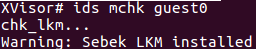 XVisor# ids mchk guest0
chk_lkm...
Warning: Sebek LKM installed